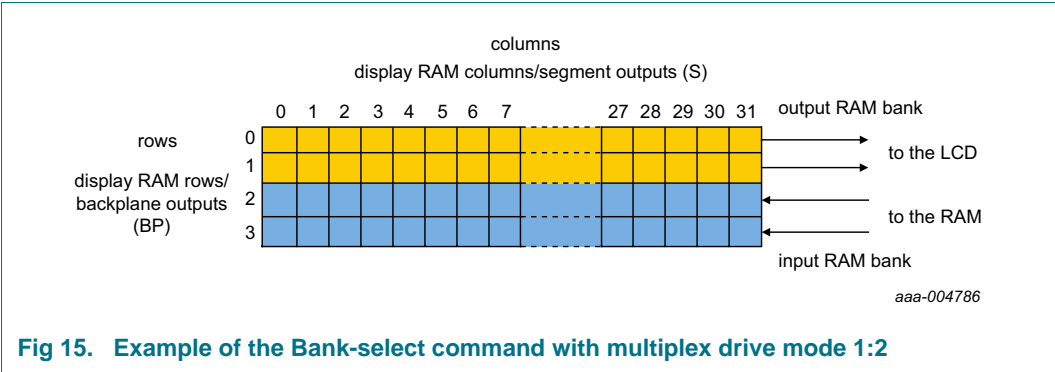 columns
display RAM columns/segment outputs (S)
0 1 2 3 4 5 6 7 27 28 29 30 31 output RAM bank
rows
display RAM rows/
backplane outputs
(BP)
0
1
2
3
to the LCD
to the RAM
input RAM bank
aaa-004786
Fig 15. Example of the Bank-select command with multiplex drive mode 1:2